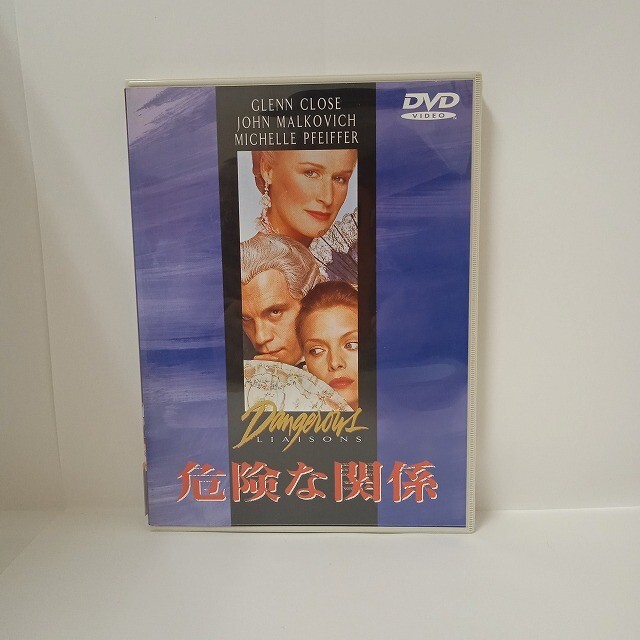 GLENN CLOSE
JOHN MALKOVICH
MICHELLE PFEIFFER
DVD
VIDEO
Dangerous
LIAISONS
危険な関係